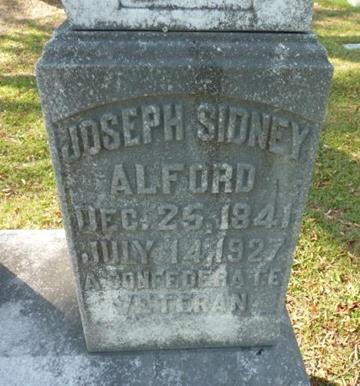 JOSEPH SIDNEY
ALFORD
DEC. 25, 1841
JULY 14, 1927
A CONFEDERATE
VETERAN